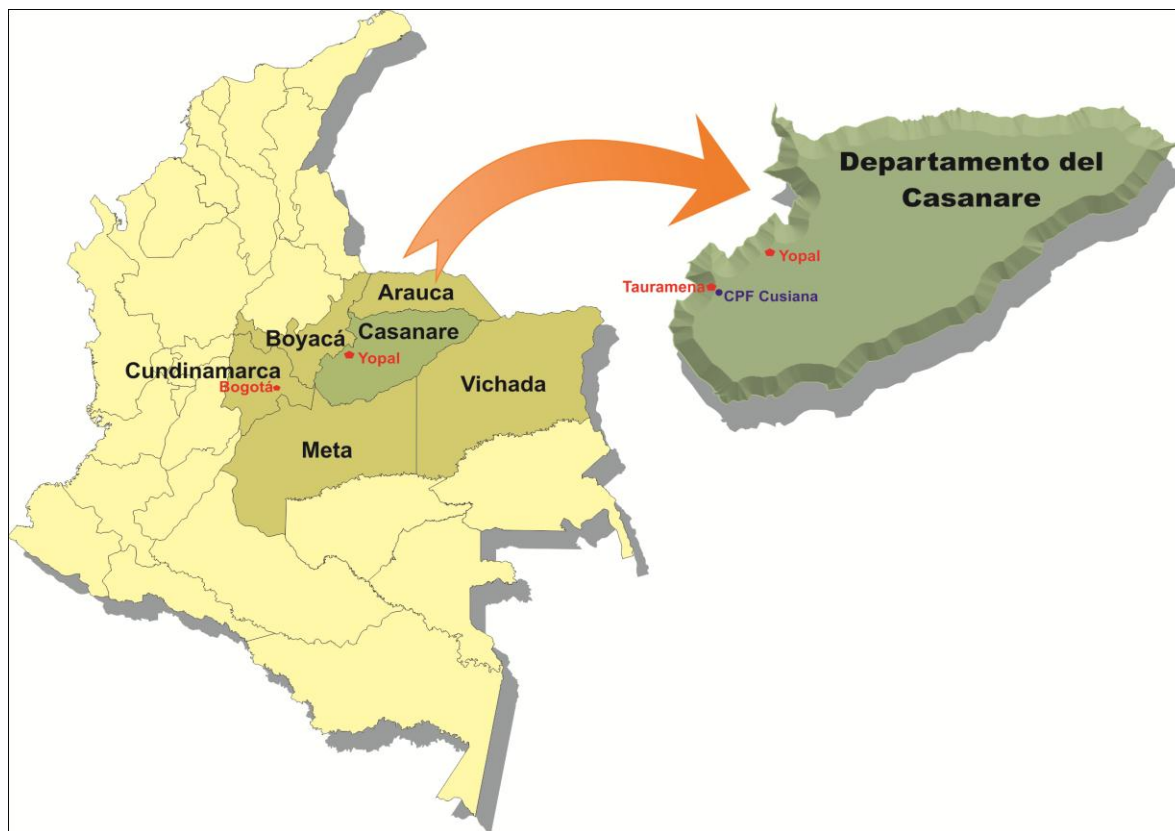 Arauca
Boyacá
Casanare
Yopal
Cundinamarca
Bogotá
Vichada
Meta
Departamento del
Casanare
Yopal
Tauramena
CPF Cusiana